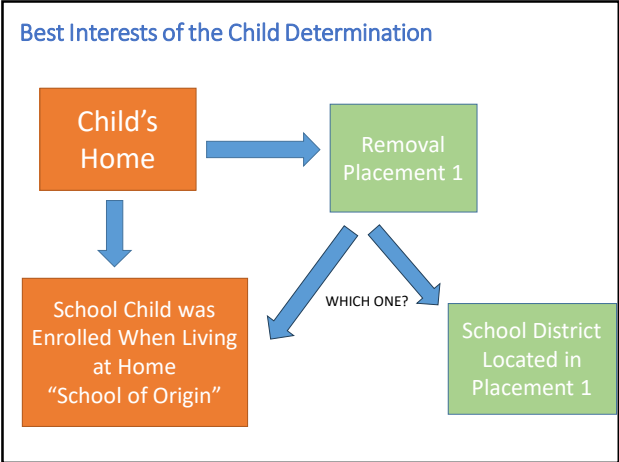 Best Interests of the Child Determination
Child’s
Home
Removal
Placement 1
School Child was
Enrolled When Living
at Home
“School of Origin”
WHICH ONE?
School District
Located in
Placement 1